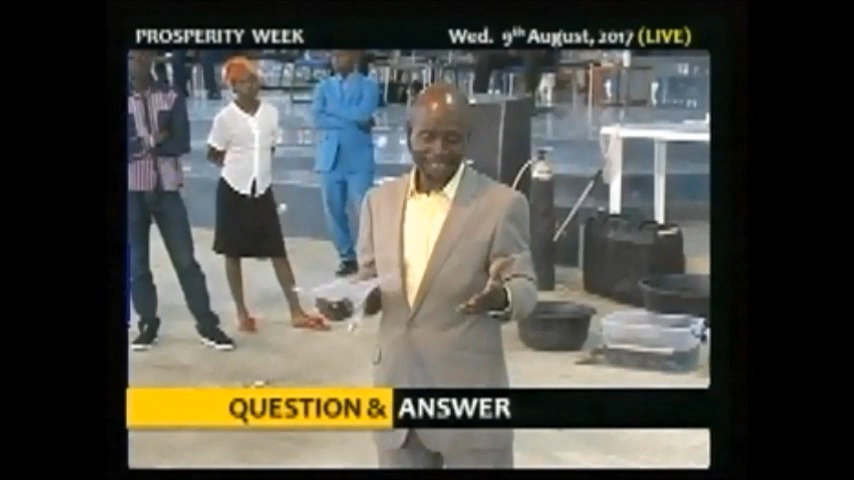 PROSPERITY WEEK
Wed. 9th August, 2017 (LIVE)
QUESTION & ANSWER